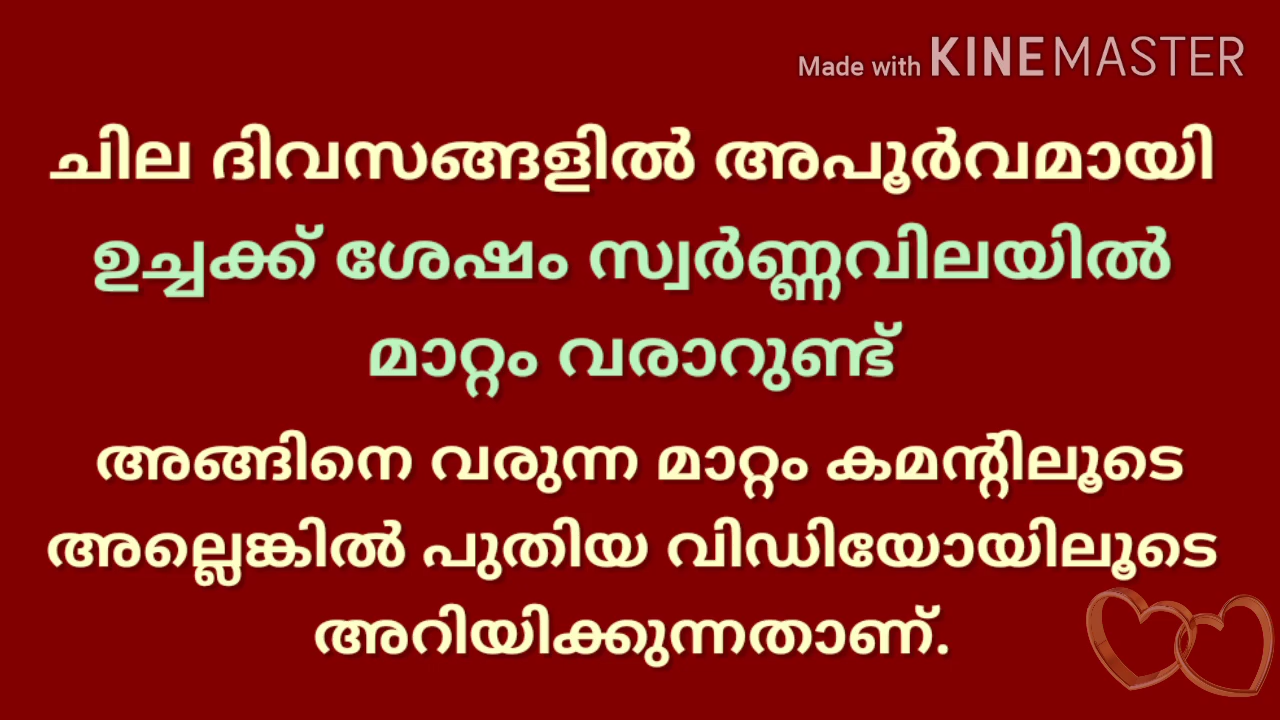 Made with KINEMASTER
ചില ദിവസങ്ങളിൽ അപൂർവമായി
ഉച്ചക്ക് ശേഷം സ്വർണ്ണവിലയിൽ
മാറ്റം വരാറുണ്ട്
അങ്ങിനെ വരുന്ന മാറ്റം കമന്റിലൂടെ
അല്ലെങ്കിൽ പുതിയ വിഡിയോയിലൂടെ
അറിയിക്കുന്നതാണ്.